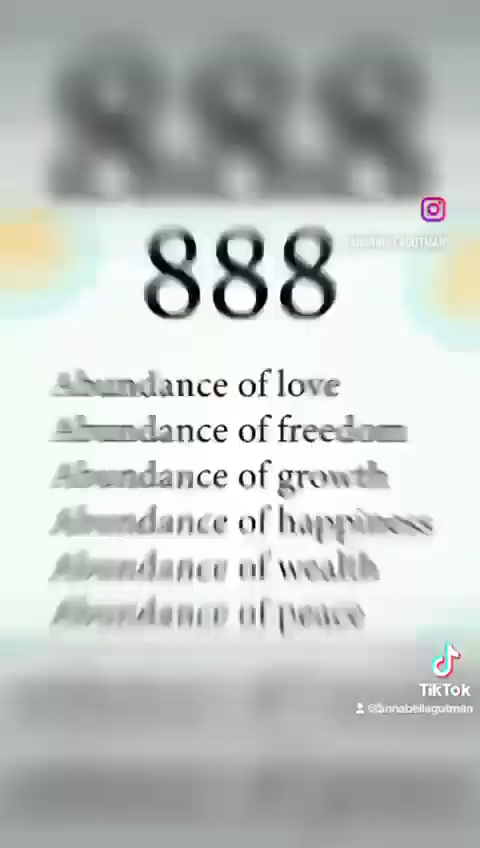 888
888
Abundance of love
Abundance of freedom
Abundance of growth
Abundance of happiness
Abundance of wealth
Abundance of peace
TikTok
@annabellagutman